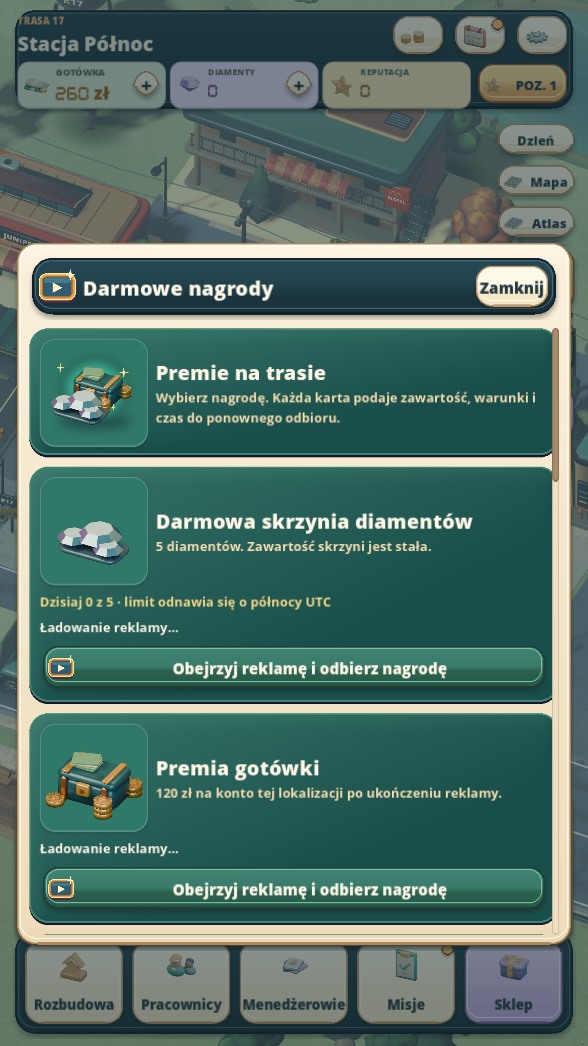 TRASA 17
Stacja Północ
GOTÓWKA
260 zł
DIAMENTY
0
REPUTACJA
0
POZ. 1
Dzień
Mapa
Atlas
Darmowe nagrody
Zamknij
Premie na trasie
Wybierz nagrodę. Każda karta podaje zawartość, warunki i
czas do ponownego odbioru.
Darmowa skrzynia diamentów
5 diamentów. Zawartość skrzyni jest stała.
Dzisiaj 0 z 5 · limit odnawia się o północy UTC
Ładowanie reklamy...
Obejrzyj reklamę i odbierz nagrodę
Premia gotówki
120 zł na konto tej lokalizacji po ukończeniu reklamy.
Ładowanie reklamy...
Obejrzyj reklamę i odbierz nagrodę
Rozbudowa
Pracownicy
Menedżerowie
Misje
Sklep